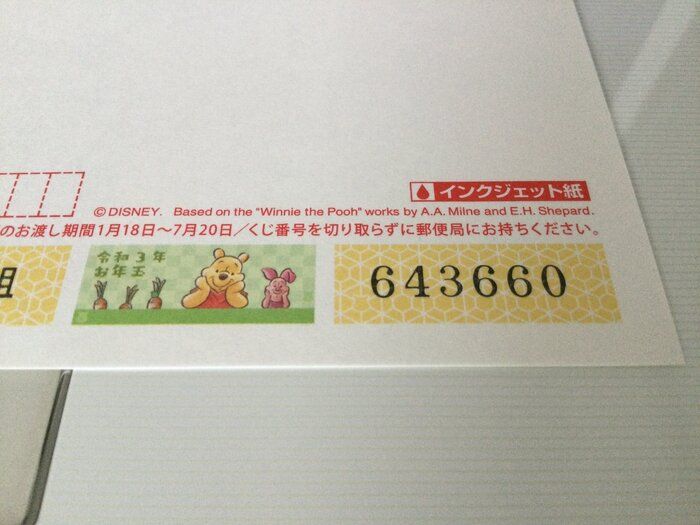 インクジェット紙
©DISNEY. Based on the "Winnie the Pooh" works by A.A. Milne and E.H. Shepard.
のお渡し期間1月18日～7月20日／くじ番号を切り取らずに郵便局にお持ちください。
組
令和3年
お年玉
643660